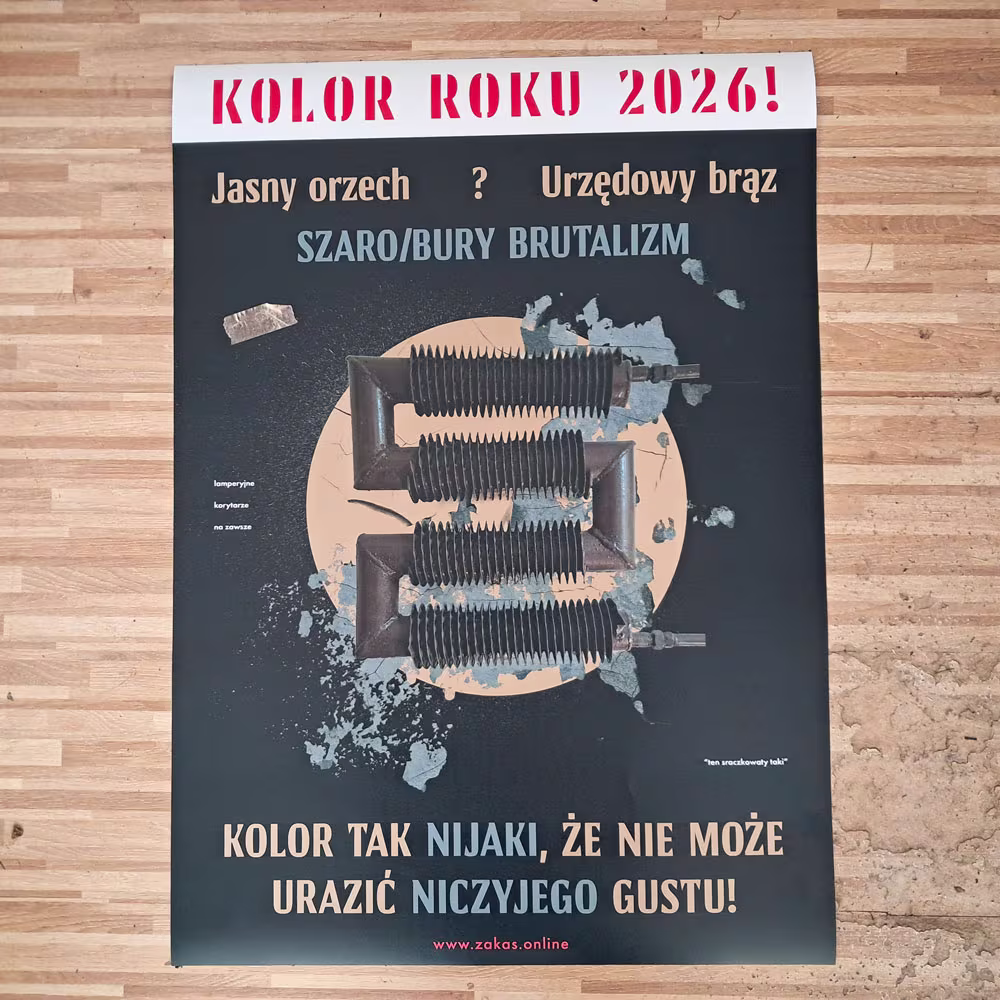 KOLOR ROKU 2026!
Jasny orzech ? Urzędowy brąz
SZARO/BURY BRUTALIZM
lamperyjne
korytarze
na zawsze
"ten sraczkowaty taki"
KOLOR TAK NIJAKI, ŻE NIE MOŻE
URAZIĆ NICZYJEGO GUSTU!
www.zakas.online